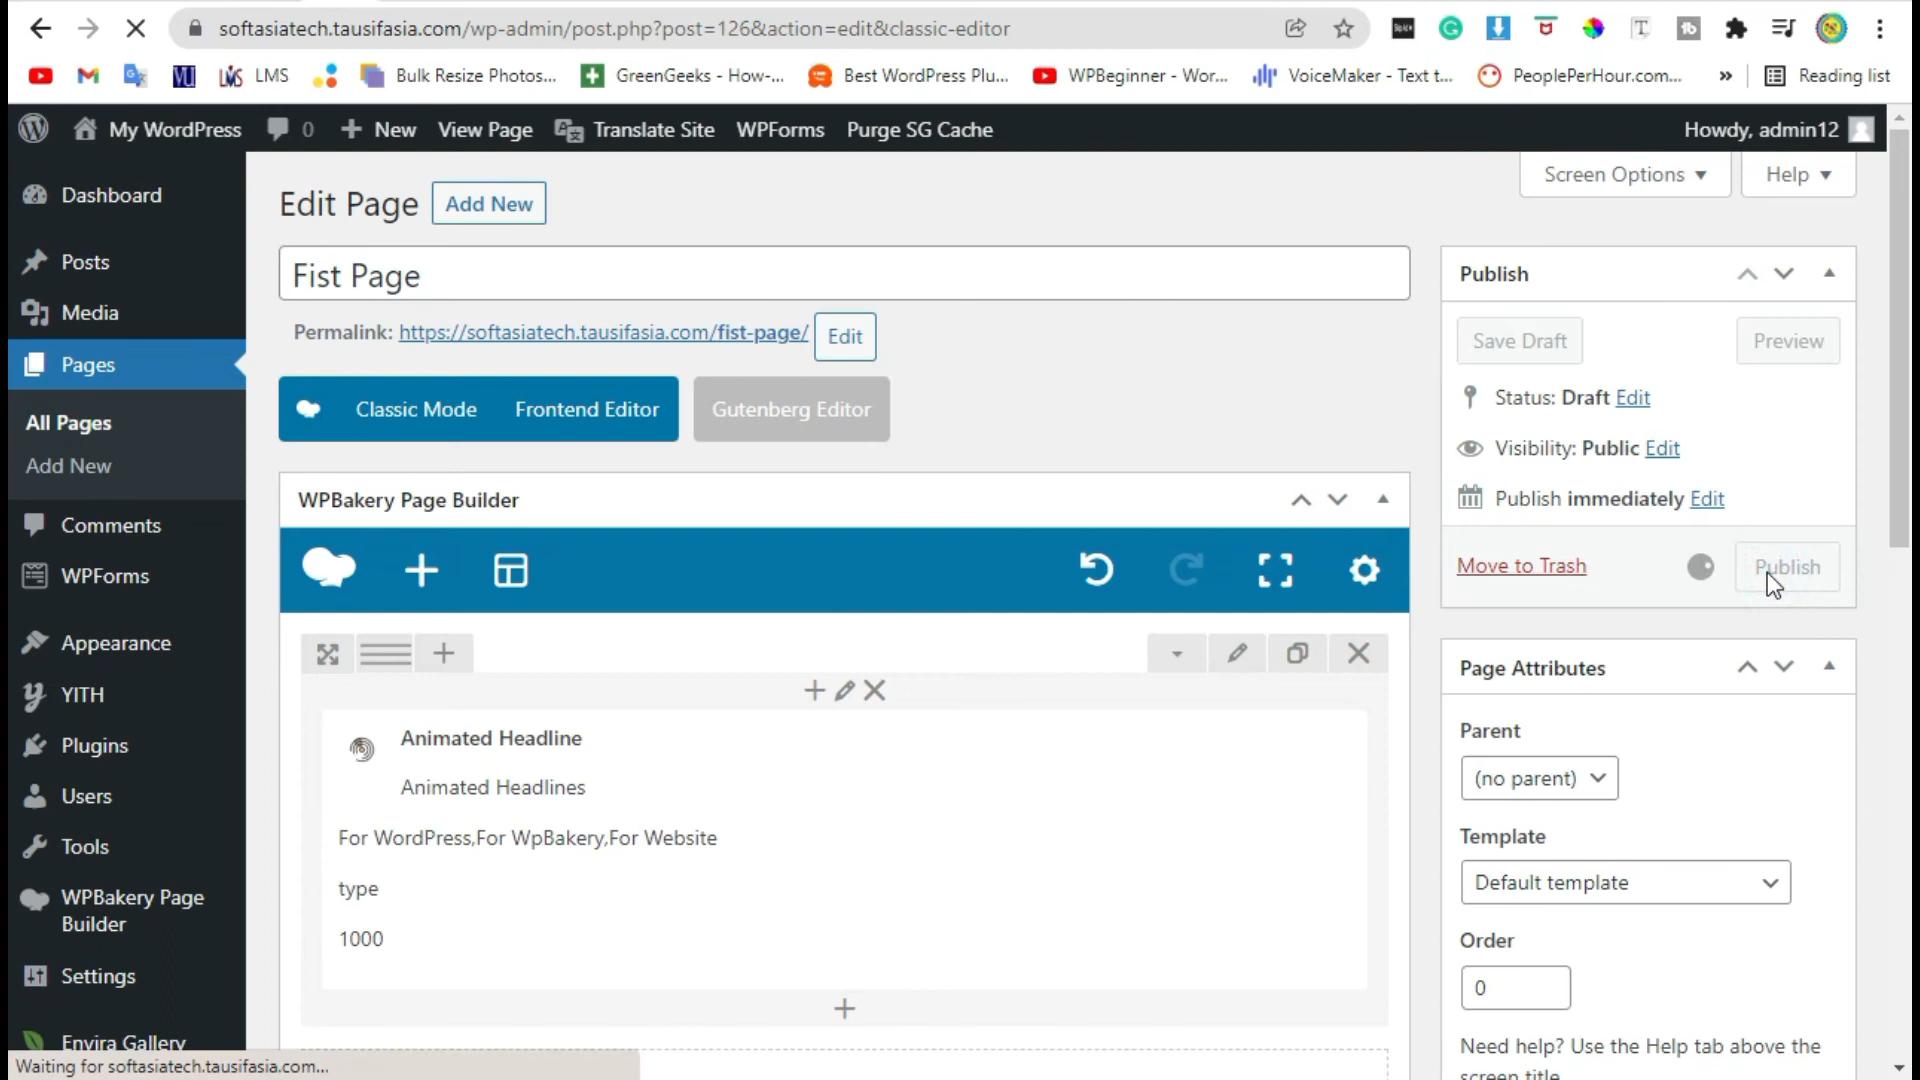 softasiatech.tausifasia.com/wp-admin/post.php?post=126&action=edit&classic-editor
LMS
Bulk Resize Photos...
GreenGeeks - How-...
Best WordPress Plu...
WPBeginner - Wor...
VoiceMaker - Text t...
PeoplePerHour.com...
»
Reading list
My WordPress
0
New
View Page
Translate Site
WPForms
Purge SG Cache
Howdy, admin12
Dashboard
Posts
Media
Pages
All Pages
Add New
Comments
WPForms
Appearance
YITH
Plugins
Users
Tools
WPBakery Page
Builder
Settings
Envira Gallery
Waiting for softasiatech.tausifasia.com...
Screen Options
Help
Edit Page
Add New
Fist Page
Permalink: https://softasiatech.tausifasia.com/fist-page/
Edit
Classic Mode
Frontend Editor
Gutenberg Editor
WPBakery Page Builder
Animated Headline
Animated Headlines
For WordPress,For WpBakery,For Website
type
1000
Publish
Save Draft
Preview
Status: Draft Edit
Visibility: Public Edit
Publish immediately Edit
Move to Trash
Publish
Page Attributes
Parent
(no parent)
Template
Default template
Order
0
Need help? Use the Help tab above the
screen title.